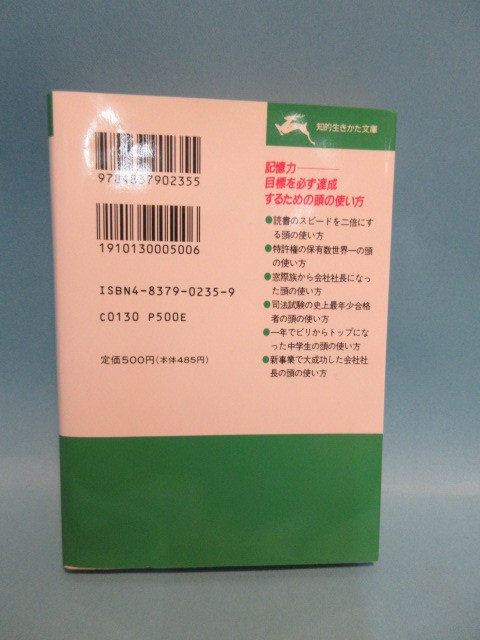 知的生きかた文庫
記憶力――
目標を必ず達成
するための頭の使い方
●読書のスピードを二倍にす
る頭の使い方
●特許権の保有数世界一の頭
の使い方
●窓際族から会社社長になっ
た頭の使い方
●司法試験の史上最年少合格
者の頭の使い方
●一年でビリからトップにな
った中学生の頭の使い方
●新事業で大成功した会社社
長の頭の使い方
9784837902355
1910130005006
ISBN4-8379-0235-9
C0130 P500E
定価500円(本体485円)